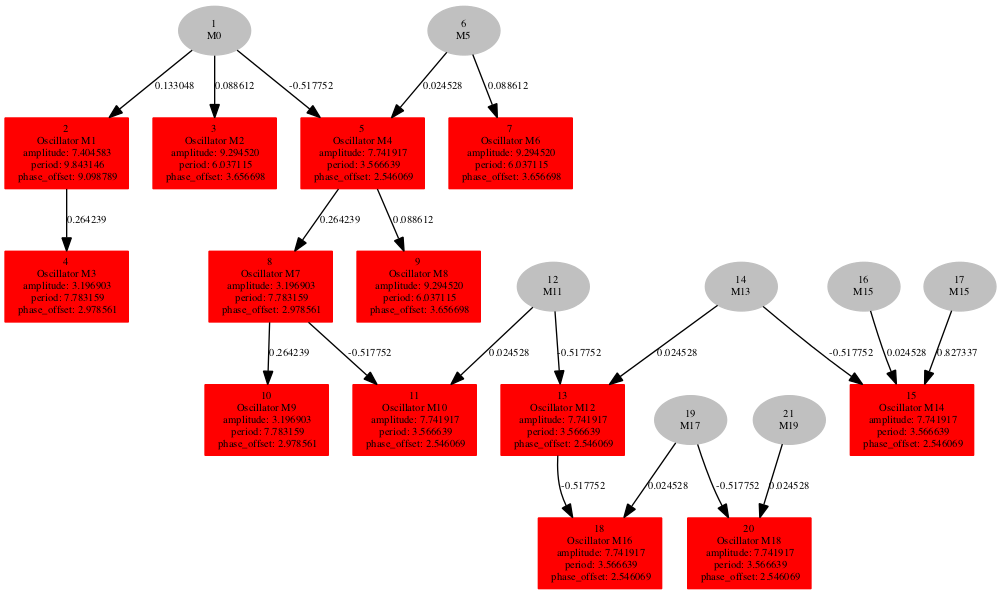 1
M0
6
M5
0.133048
0.088612
-0.517752
0.024528
0.088612
2
Oscillator M1
amplitude: 7.404583
period: 9.843146
phase_offset: 9.098789
3
Oscillator M2
amplitude: 9.294520
period: 6.037115
phase_offset: 3.656698
5
Oscillator M4
amplitude: 7.741917
period: 3.566639
phase_offset: 2.546069
7
Oscillator M6
amplitude: 9.294520
period: 6.037115
phase_offset: 3.656698
0.264239
0.264239
0.088612
4
Oscillator M3
amplitude: 3.196903
period: 7.783159
phase_offset: 2.978561
8
Oscillator M7
amplitude: 3.196903
period: 7.783159
phase_offset: 2.978561
9
Oscillator M8
amplitude: 9.294520
period: 6.037115
phase_offset: 3.656698
12
M11
14
M13
16
M15
17
M15
0.264239
-0.517752
0.024528
-0.517752
0.024528
-0.517752
0.024528
0.827337
10
Oscillator M9
amplitude: 3.196903
period: 7.783159
phase_offset: 2.978561
11
Oscillator M10
amplitude: 7.741917
period: 3.566639
phase_offset: 2.546069
13
Oscillator M12
amplitude: 7.741917
period: 3.566639
phase_offset: 2.546069
19
M17
21
M19
15
Oscillator M14
amplitude: 7.741917
period: 3.566639
phase_offset: 2.546069
-0.517752
0.024528
-0.517752
0.024528
18
Oscillator M16
amplitude: 7.741917
period: 3.566639
phase_offset: 2.546069
20
Oscillator M18
amplitude: 7.741917
period: 3.566639
phase_offset: 2.546069